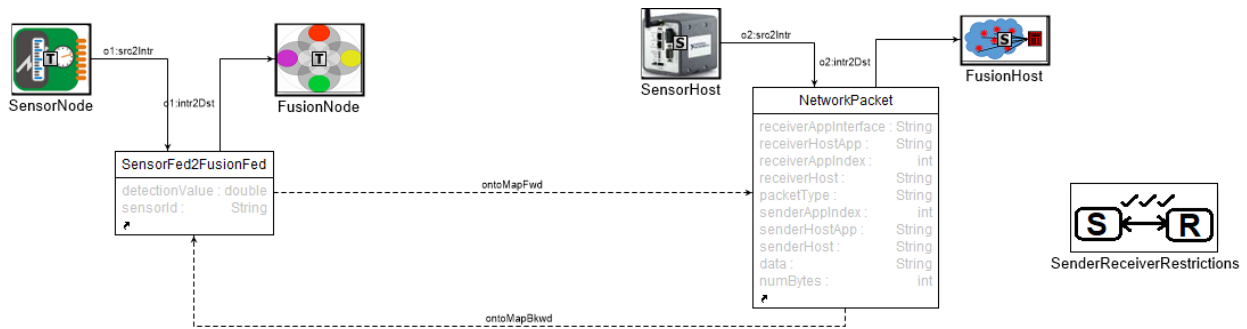 o1:src2Intr
T
SensorNode
T
FusionNode
o1:intr2Dst
SensorFed2FusionFed
detectionValue : double
sensorId : String
ontoMapFwd
ontoMapBkwd
S
SensorHost
o2:src2Intr
o2:intr2Dst
S
FusionHost
NetworkPacket
receiverAppInterface : String
receiverHostApp : String
receiverAppIndex : int
receiverHost : String
packetType : String
senderAppIndex : int
senderHostApp : String
senderHost : String
data : String
numBytes : int
S R
SenderReceiverRestrictions